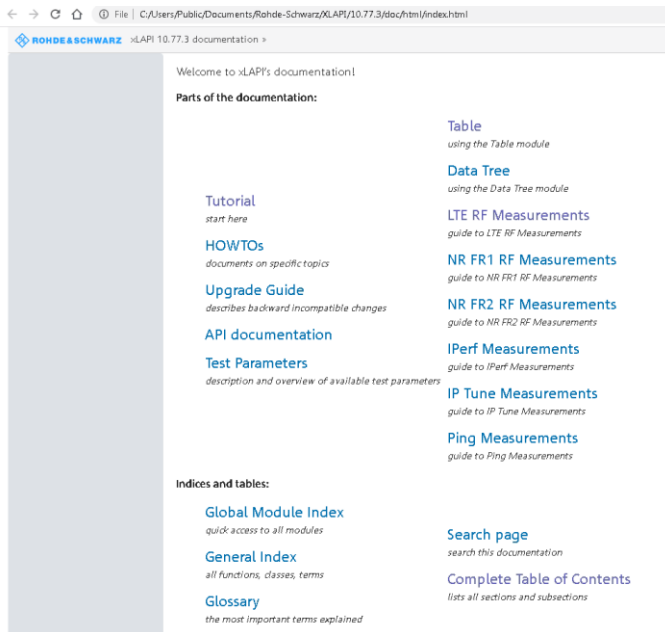 File | C:/Users/Public/Documents/Rohde-Schwarz/XLAPI/10.77.3/doc/html/index.html
ROHDE&SCHWARZ xLAPI 10.77.3 documentation »
Welcome to xLAPI's documentation!
Parts of the documentation:
Tutorial
start here
HOWTOs
documents on specific topics
Upgrade Guide
describes backward incompatible changes
API documentation
Test Parameters
description and overview of available test parameters
Table
using the Table module
Data Tree
using the Data Tree module
LTE RF Measurements
guide to LTE RF Measurements
NR FR1 RF Measurements
guide to NR FR1 RF Measurements
NR FR2 RF Measurements
guide to NR FR2 RF Measurements
IPerf Measurements
guide to IPerf Measurements
IP Tune Measurements
guide to IP Tune Measurements
Ping Measurements
guide to Ping Measurements
Indices and tables:
Global Module Index
quick access to all modules
General Index
all functions, classes, terms
Glossary
the most important terms explained
Search page
search this documentation
Complete Table of Contents
lists all sections and subsections